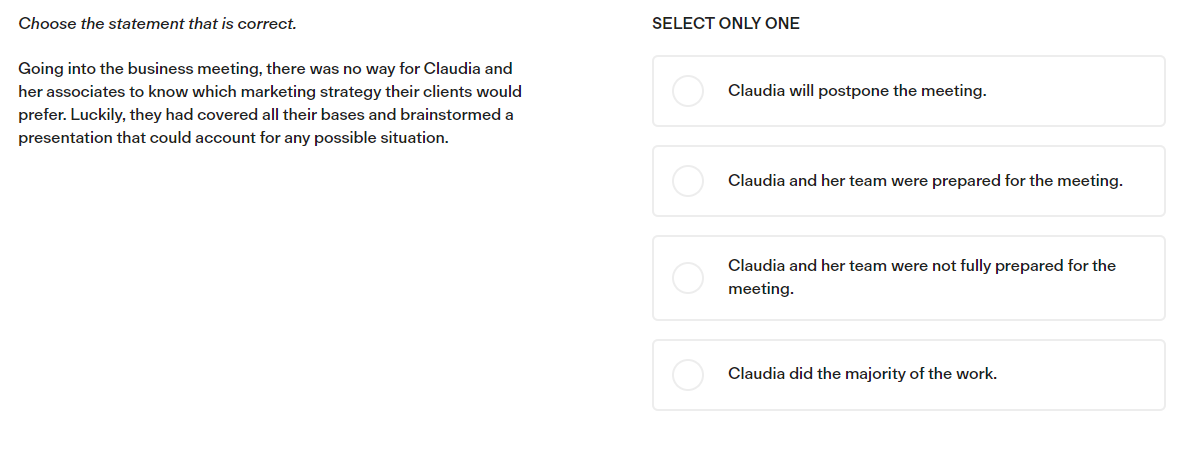 Choose the statement that is correct.
Going into the business meeting, there was no way for Claudia and
her associates to know which marketing strategy their clients would
prefer. Luckily, they had covered all their bases and brainstormed a
presentation that could account for any possible situation.
SELECT ONLY ONE
Claudia will postpone the meeting.
Claudia and her team were prepared for the meeting.
Claudia and her team were not fully prepared for the
meeting.
Claudia did the majority of the work.